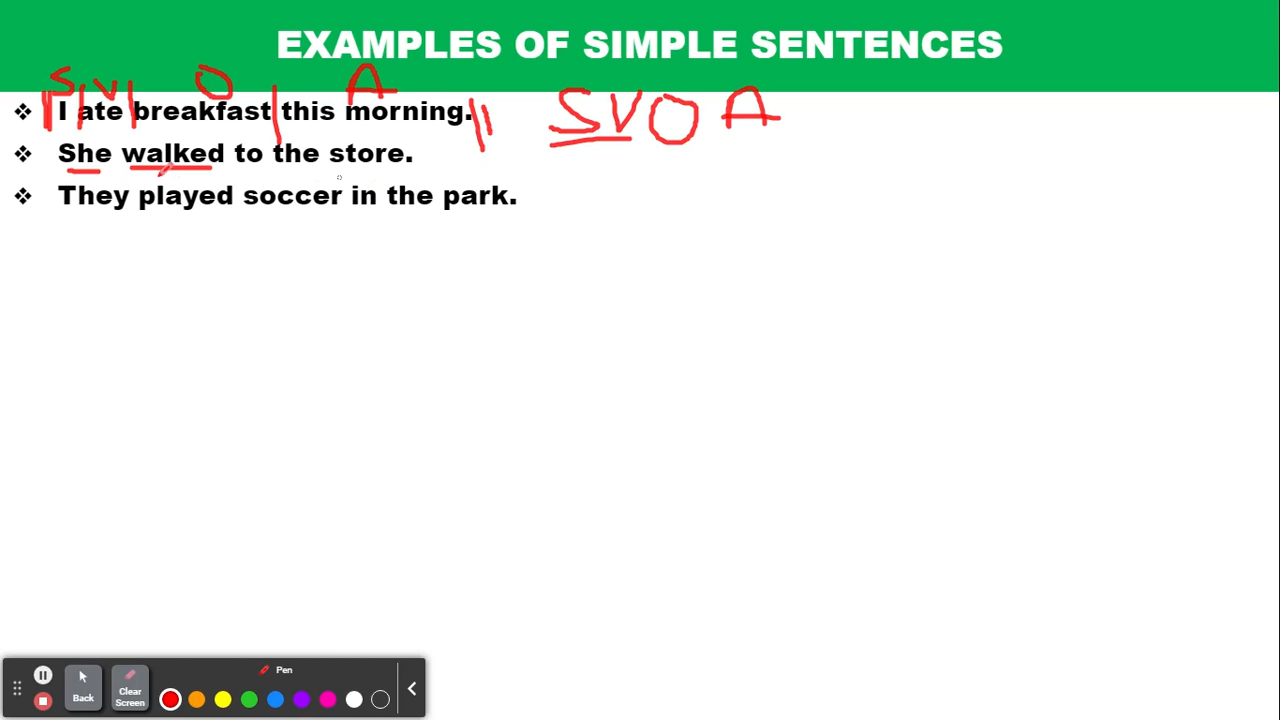 EXAMPLES OF SIMPLE SENTENCES
S V O A
❖ I ate breakfast this morning. || SVOA
❖ She walked to the store.
❖ They played soccer in the park.
Pen
Back
Clear
Screen